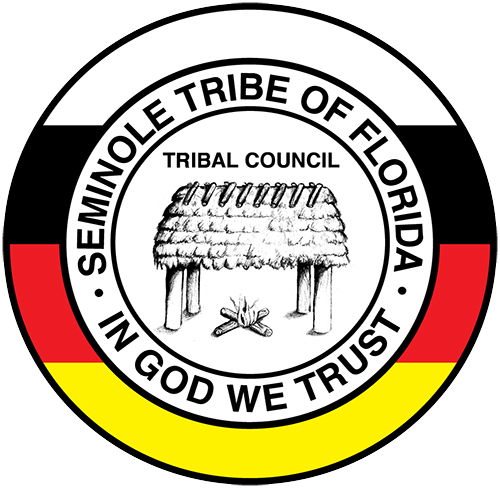 SEMINOLE TRIBE OF FLORIDA
TRIBAL COUNCIL
• IN GOD WE TRUST •